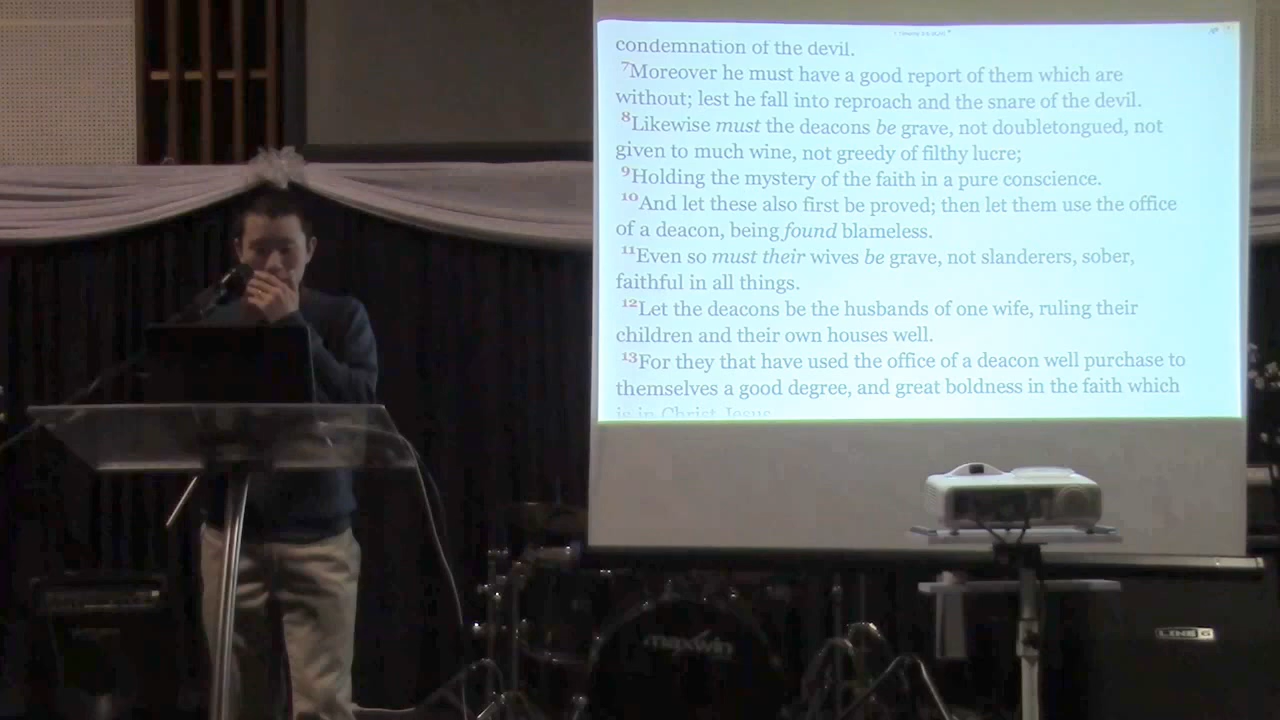 condemnation of the devil.
7Moreover he must have a good report of them which are
without; lest he fall into reproach and the snare of the devil.
8Likewise must the deacons be grave, not doubletongued, not
given to much wine, not greedy of filthy lucre;
9Holding the mystery of the faith in a pure conscience.
10And let these also first be proved; then let them use the office
of a deacon, being found blameless.
11Even so must their wives be grave, not slanderers, sober,
faithful in all things.
12Let the deacons be the husbands of one wife, ruling their
children and their own houses well.
13For they that have used the office of a deacon well purchase to
themselves a good degree, and great boldness in the faith which
is in Christ Jesus
maxwin
LINE 6